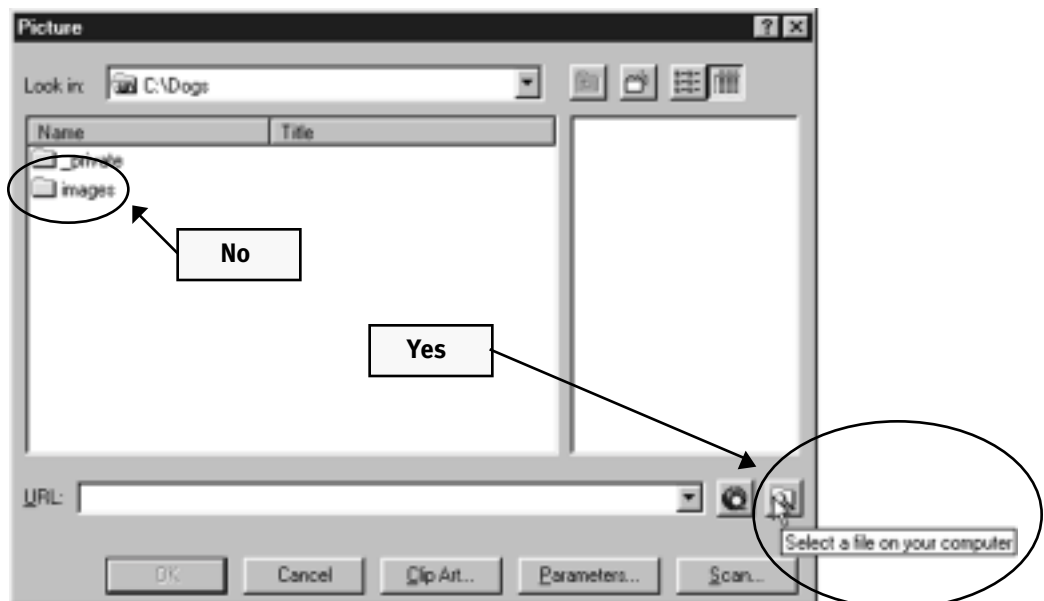 Picture
Look in: C:\Dogs
Name Title
_private
images
No
Yes
URL:
Select a file on your computer
OK Cancel Clip Art... Parameters... Scan...